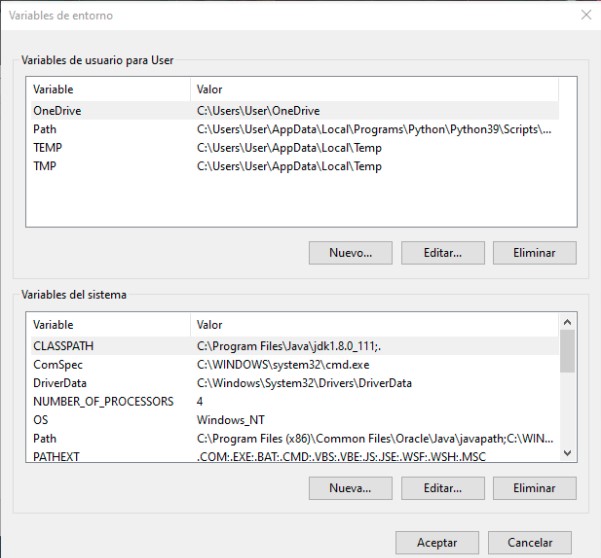 Variables de entorno
Variables de usuario para User
Variable Valor
OneDrive C:\Users\User\OneDrive
Path C:\Users\User\AppData\Local\Programs\Python\Python39\Scripts\...
TEMP C:\Users\User\AppData\Local\Temp
TMP C:\Users\User\AppData\Local\Temp
Nuevo... Editar... Eliminar
Variables del sistema
Variable Valor
CLASSPATH C:\Program Files\Java\jdk1.8.0_111;.
ComSpec C:\WINDOWS\system32\cmd.exe
DriverData C:\Windows\System32\Drivers\DriverData
NUMBER_OF_PROCESSORS 4
OS Windows_NT
Path C:\Program Files (x86)\Common Files\Oracle\Java\javapath;C:\WIN...
PATHEXT .COM;.EXE;.BAT;.CMD;.VBS;.VBE;.JS;.JSE;.WSF;.WSH;.MSC
Nueva... Editar... Eliminar
Aceptar Cancelar